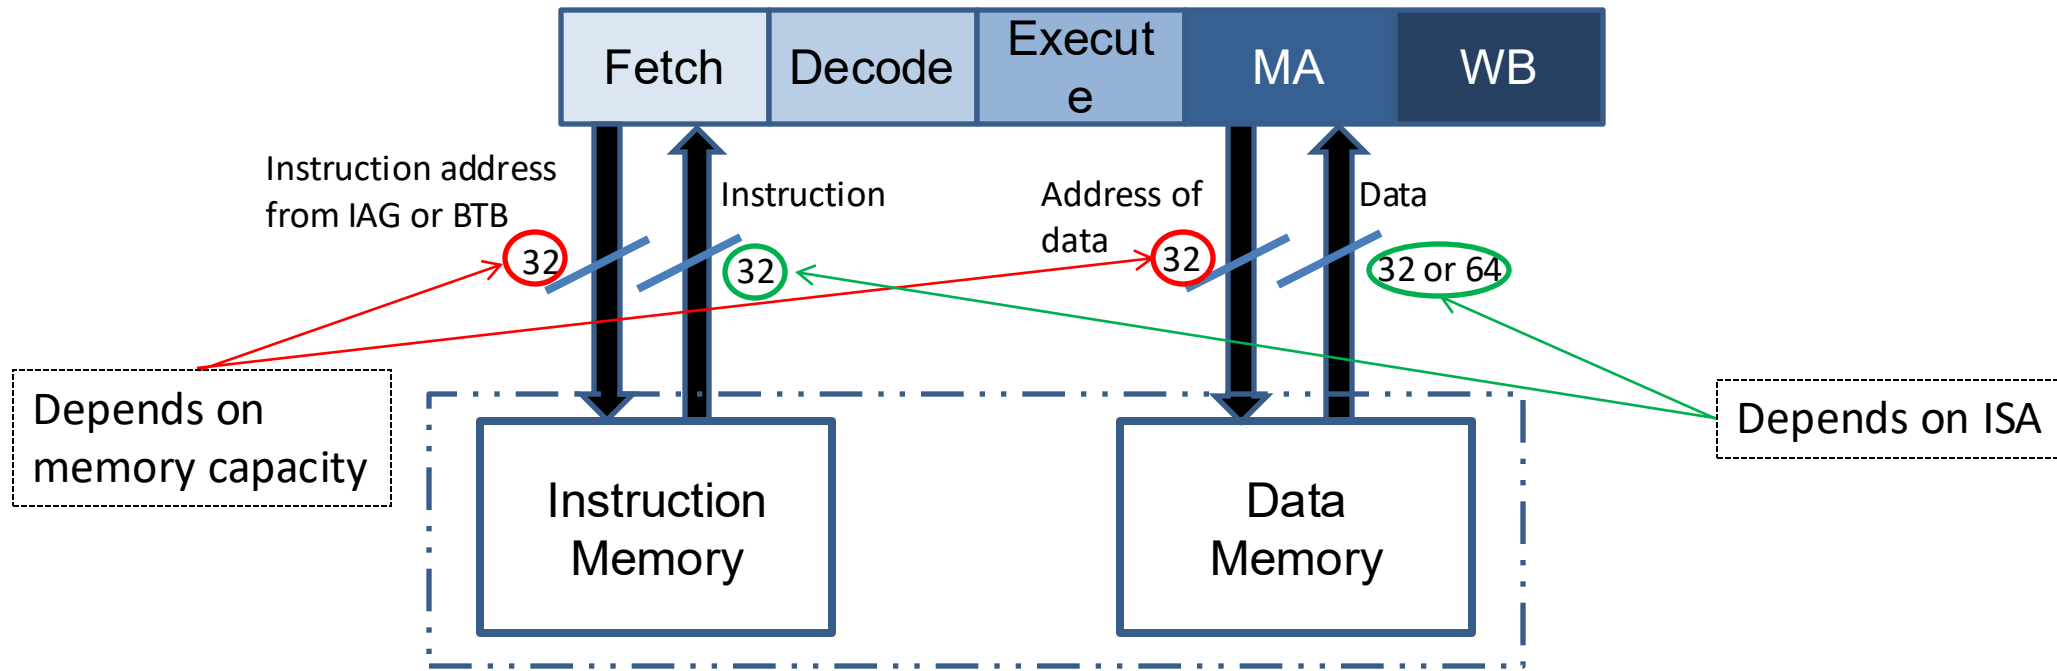 Fetch
Decode
Execut
e
MA
WB
Instruction address
from IAG or BTB
Instruction
Address of
data
Data
32
32
32
32 or 64
Depends on
memory capacity
Depends on ISA
Instruction
Memory
Data
Memory